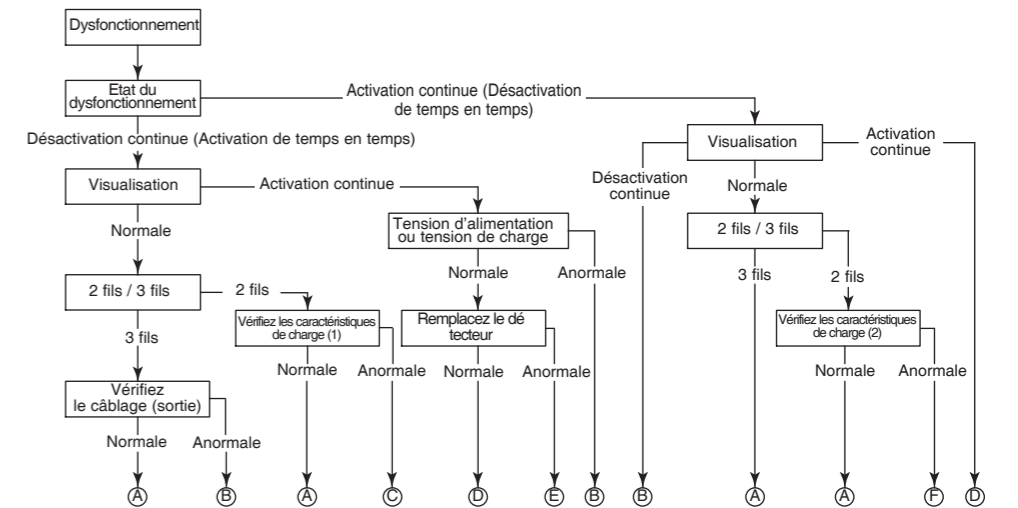 Dysfonctionnement
Etat du
dysfonctionnement
Activation continue (Désactivation
de temps en temps)
Désactivation continue (Activation de temps en temps)
Visualisation
Activation
continue
Désactivation
continue
Normale
Visualisation
Activation continue
Normale
Tension d'alimentation
ou tension de charge
2 fils / 3 fils
Normale
Anormale
3 fils
2 fils
2 fils / 3 fils
2 fils
3 fils
Vérifiez les caractéristiques
de charge (1)
Remplacez le dé
tecteur
Vérifiez les caractéristiques
de charge (2)
Normale
Anormale
Normale
Anormale
Normale
Anormale
Vérifiez
le câblage (sortie)
Normale
Anormale
A B A C D E B B A A F D